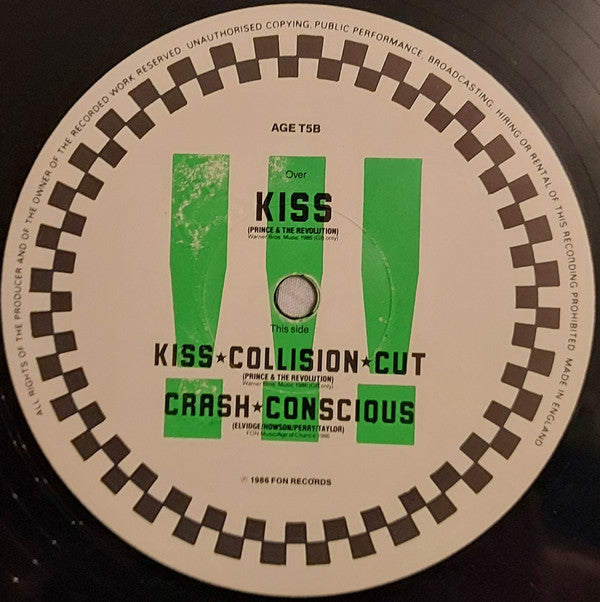 ALL RIGHTS OF THE PRODUCER AND OF THE OWNER OF THE RECORDED WORK RESERVED. UNAUTHORISED COPYING, PUBLIC PERFORMANCE, BROADCASTING, HIRING OR RENTAL OF THIS RECORDING PROHIBITED. MADE IN ENGLAND
AGE T5B
!!!
Over
KISS
(PRINCE & THE REVOLUTION)
Warner Bros. Music 1986 (GB only)
This side
KISS★COLLISION★CUT
(PRINCE & THE REVOLUTION)
Warner Bros. Music 1986 (GB only)
CRASH★CONSCIOUS
(ELVIDGE/HOWSON/PERRY/TAYLOR)
FON Music/Age of Chance 1986
℗ 1986 FON RECORDS